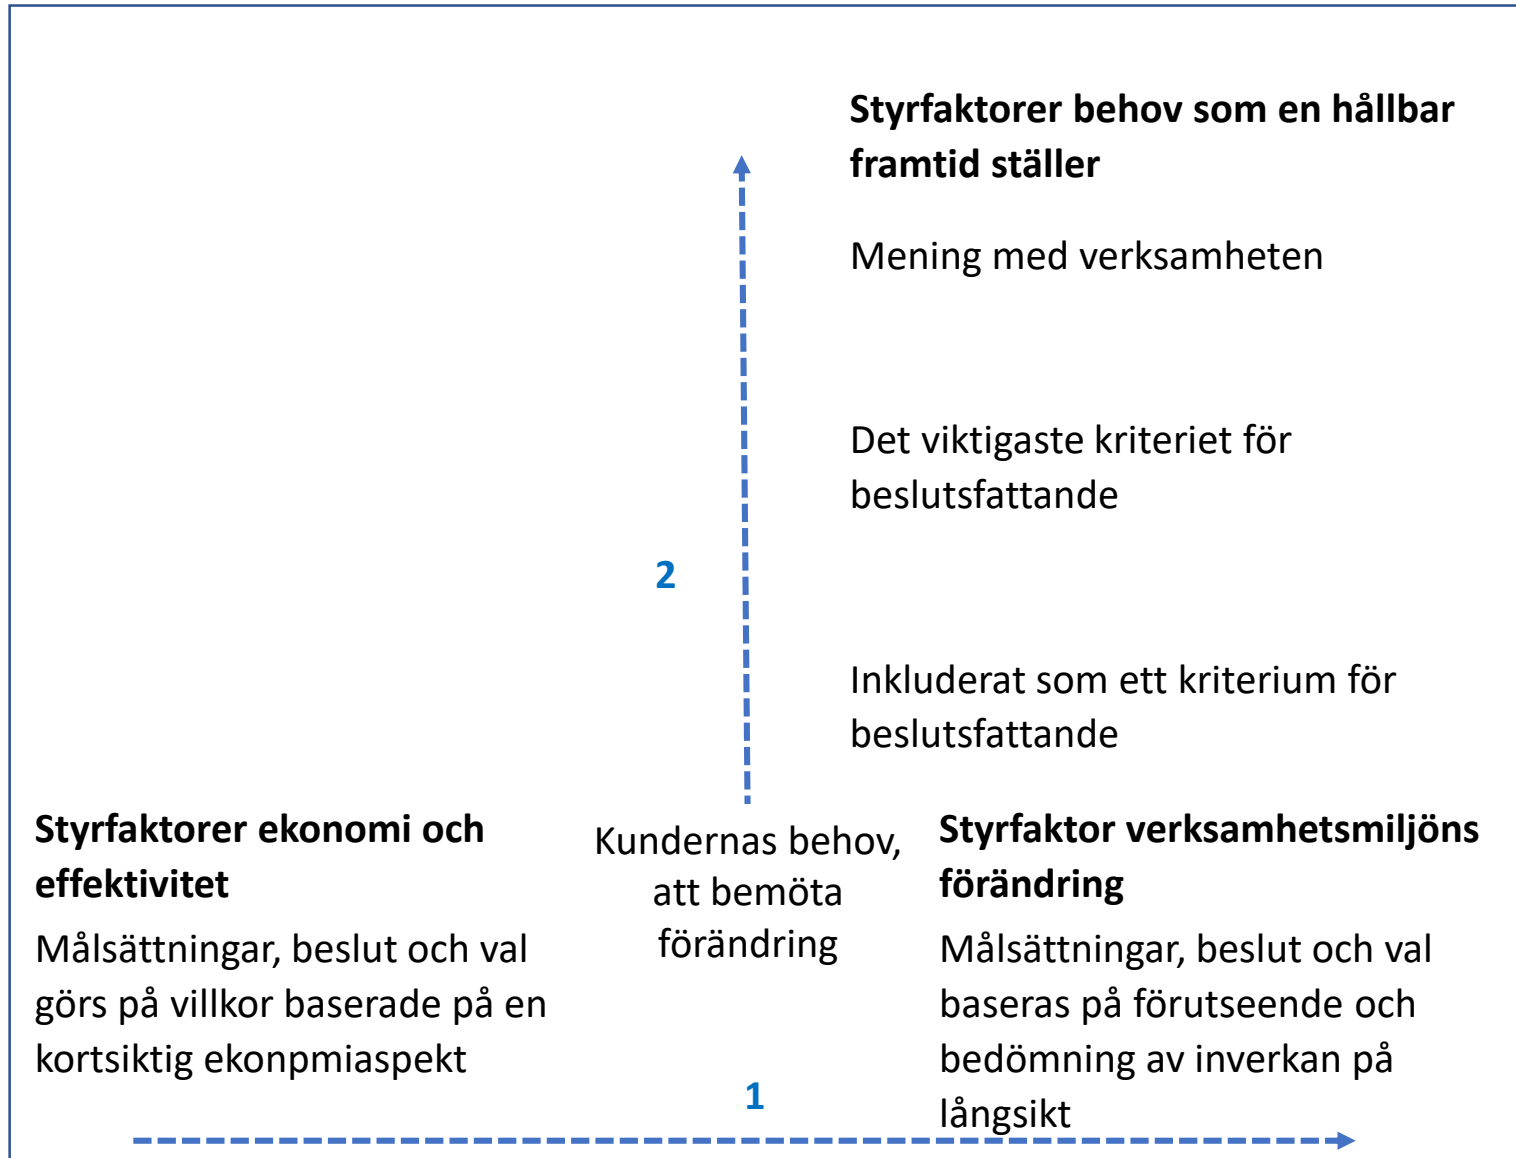 Styrfaktorer behov som en hållbar
framtid ställer
Mening med verksamheten
Det viktigaste kriteriet för
beslutsfattande
2
Inkluderat som ett kriterium för
beslutsfattande
Styrfaktorer ekonomi och
effektivitet
Målsättningar, beslut och val
görs på villkor baserade på en
kortsiktig ekonpmiaspekt
Kundernas behov,
att bemöta
förändring
Styrfaktor verksamhetsmiljöns
förändring
Målsättningar, beslut och val
baseras på förutseende och
bedömning av inverkan på
långsikt
1